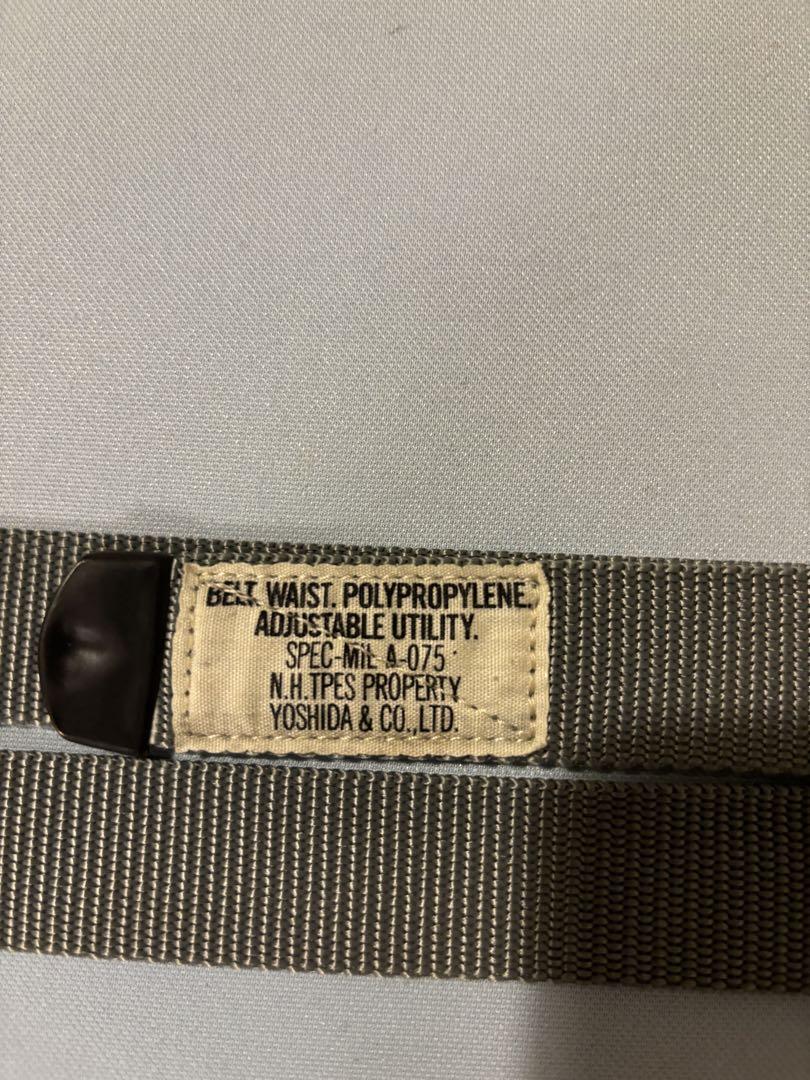 BELT, WAIST. POLYPROPYLENE.
ADJUSTABLE UTILITY.
SPEC-MIL A-075
N.H.TPES PROPERTY
YOSHIDA & CO.,LTD.